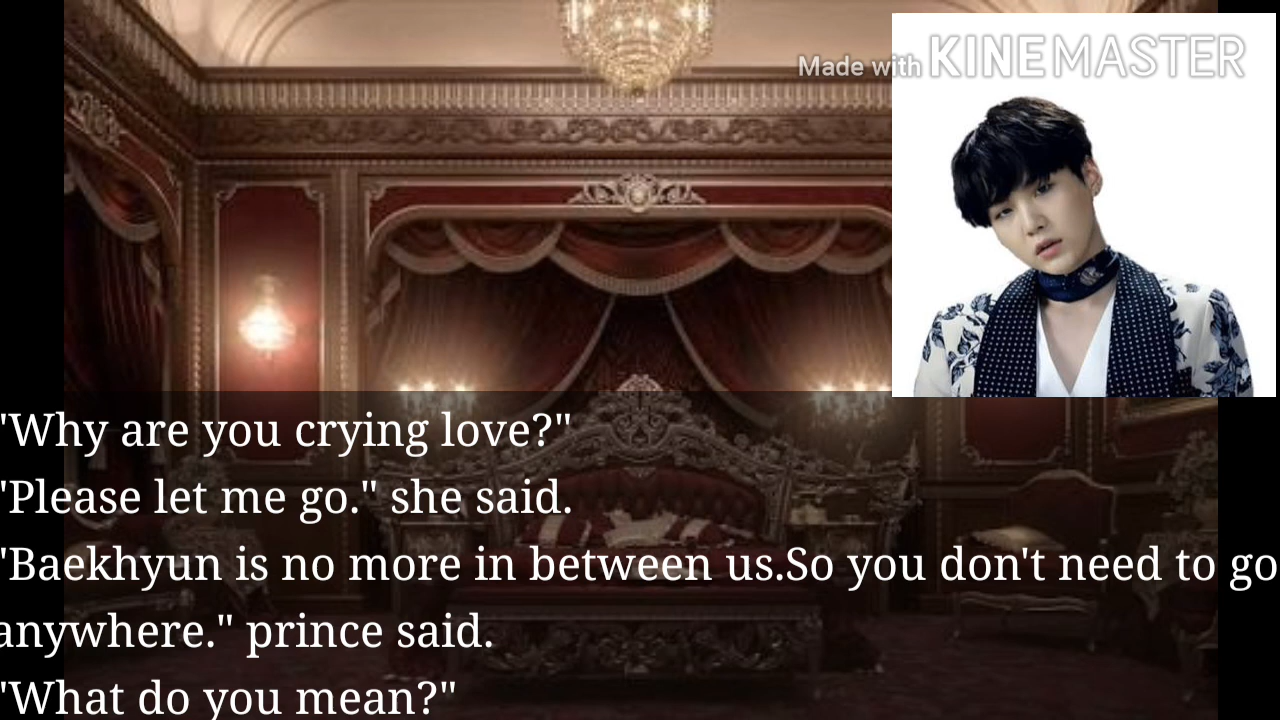 Made with KINEMASTER
"Why are you crying love?"
"Please let me go." she said.
"Baekhyun is no more in between us.So you don't need to go
anywhere." prince said.
"What do you mean?"